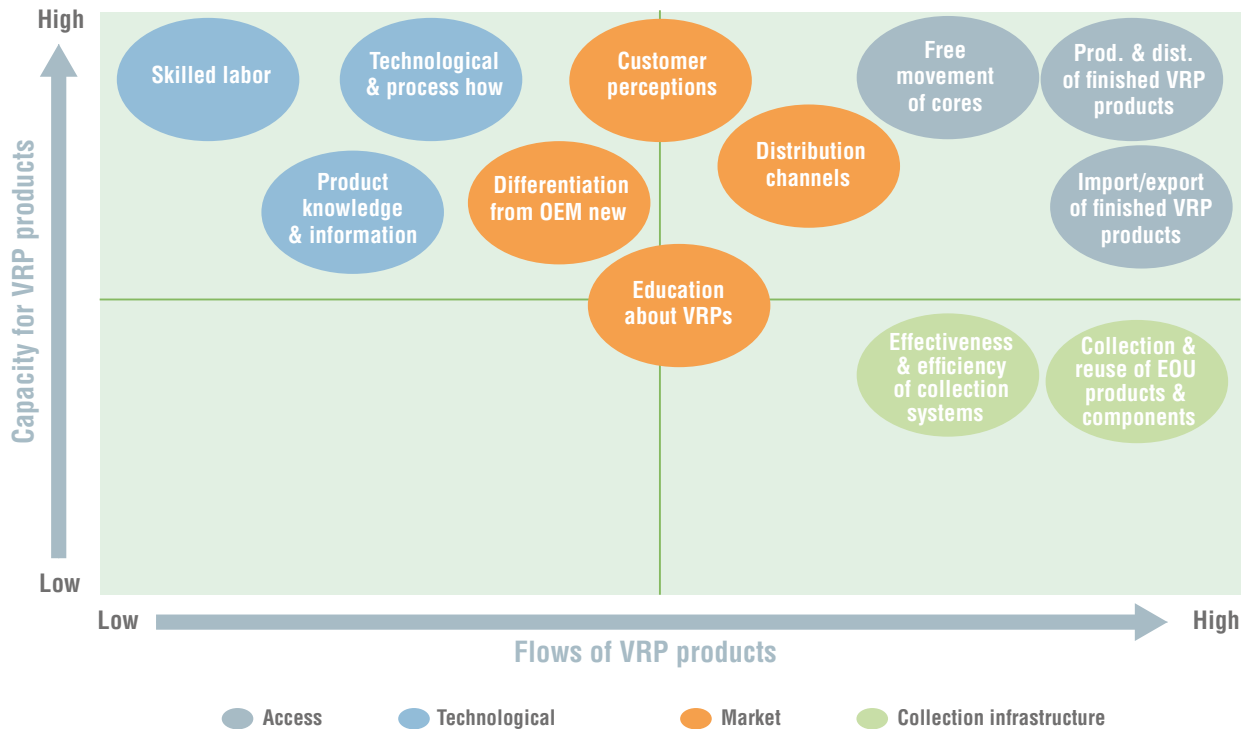 High
Capacity for VRP products
Low
Skilled labor
Technological
& process how
Customer
perceptions
Free
movement
of cores
Prod. & dist.
of finished VRP
products
Distribution
channels
Product
knowledge
& information
Differentiation
from OEM new
Import/export
of finished VRP
products
Education
about VRPs
Effectiveness
& efficiency
of collection
systems
Collection &
reuse of EOU
products &
components
Low
High
Flows of VRP products
Access
Technological
Market
Collection infrastructure